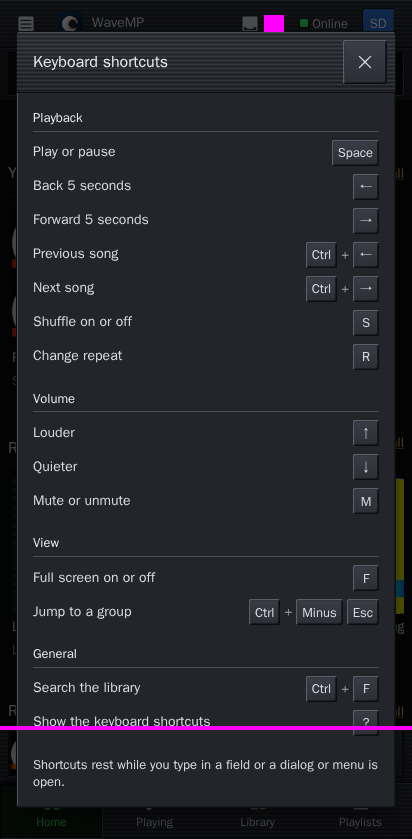 WaveMP
Online
SD
Keyboard shortcuts
Playback
Play or pause Space
Back 5 seconds ←
Forward 5 seconds →
Previous song Ctrl + ←
Next song Ctrl + →
Shuffle on or off S
Change repeat R
Volume
Louder ↑
Quieter ↓
Mute or unmute M
View
Full screen on or off F
Jump to a group Ctrl + Minus Esc
General
Search the library Ctrl + F
Show the keyboard shortcuts ?
Shortcuts rest while you type in a field or a dialog or menu is
open.
Home
Playing
Library
Playlists